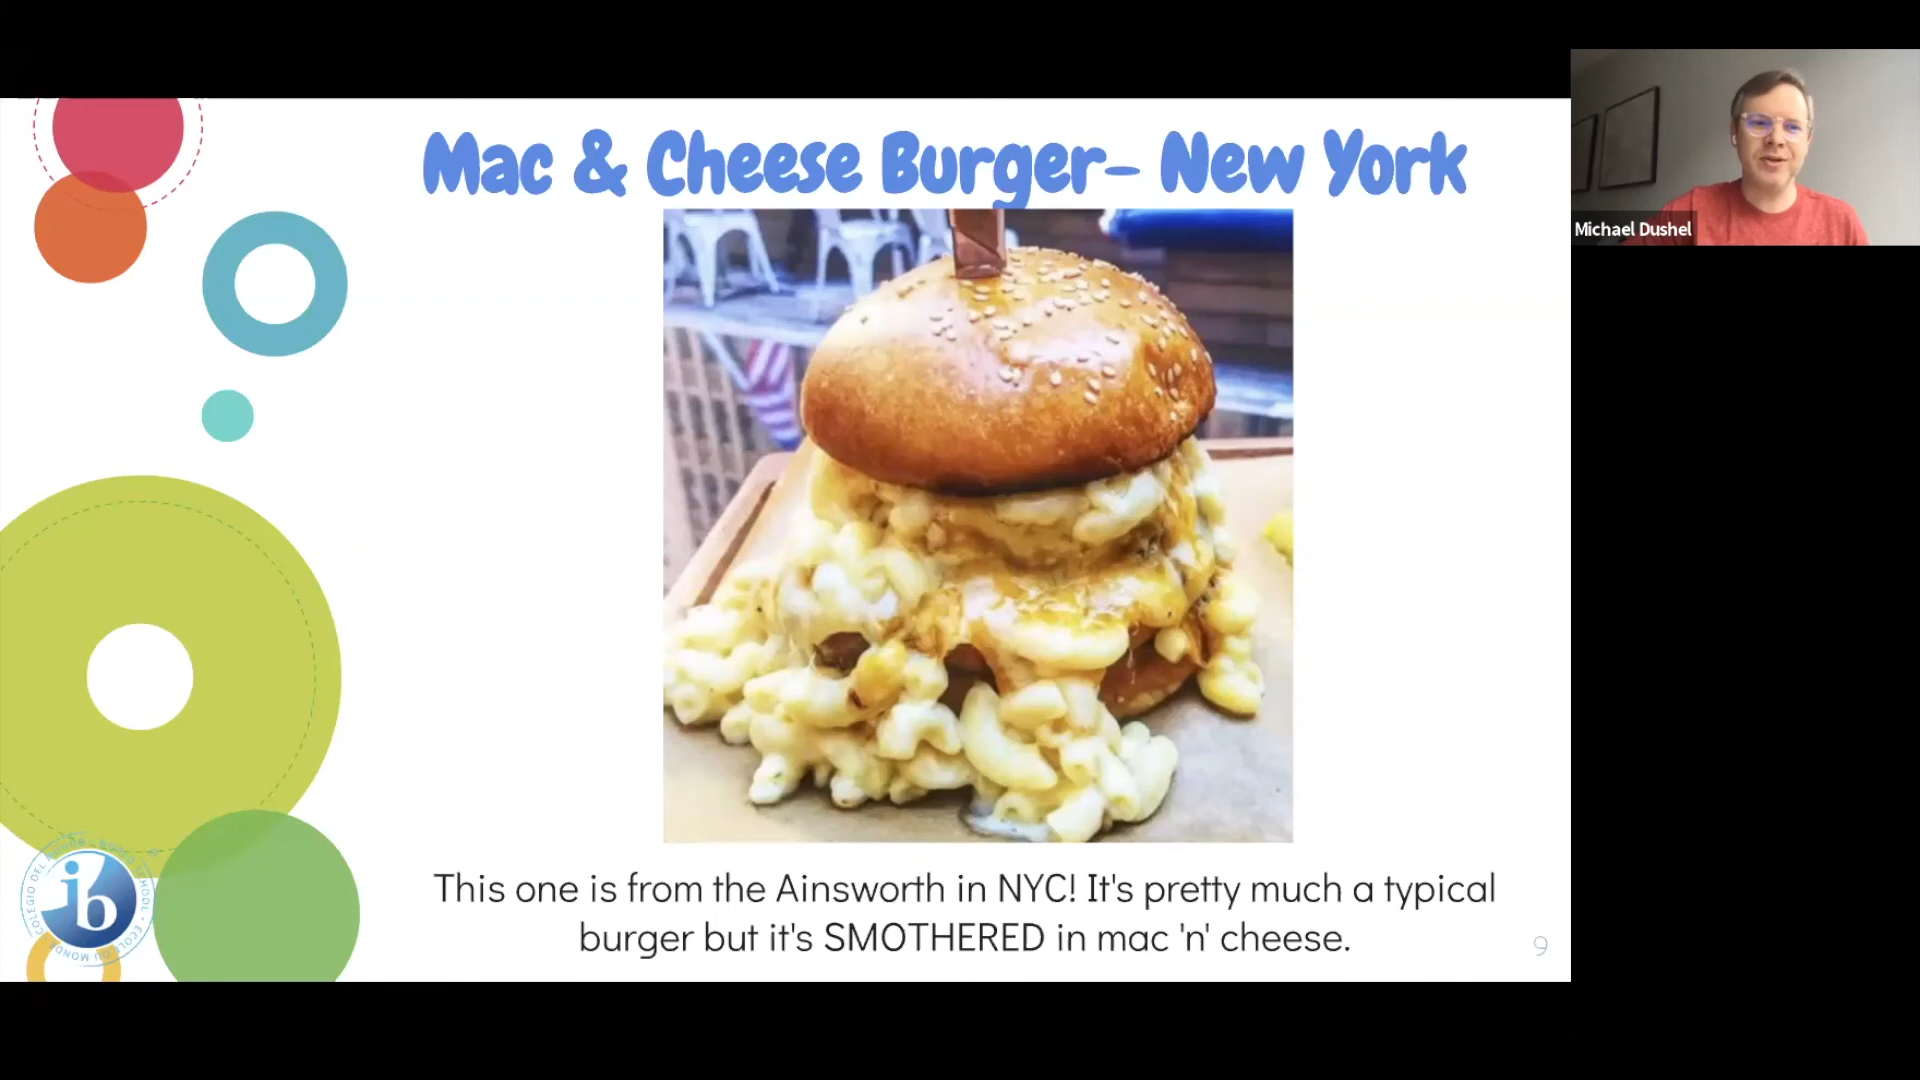 Mac & Cheese Burger- New York
Michael Dushel
This one is from the Ainsworth in NYC! It's pretty much a typical
burger but it's SMOTHERED in mac 'n' cheese.
9
ib